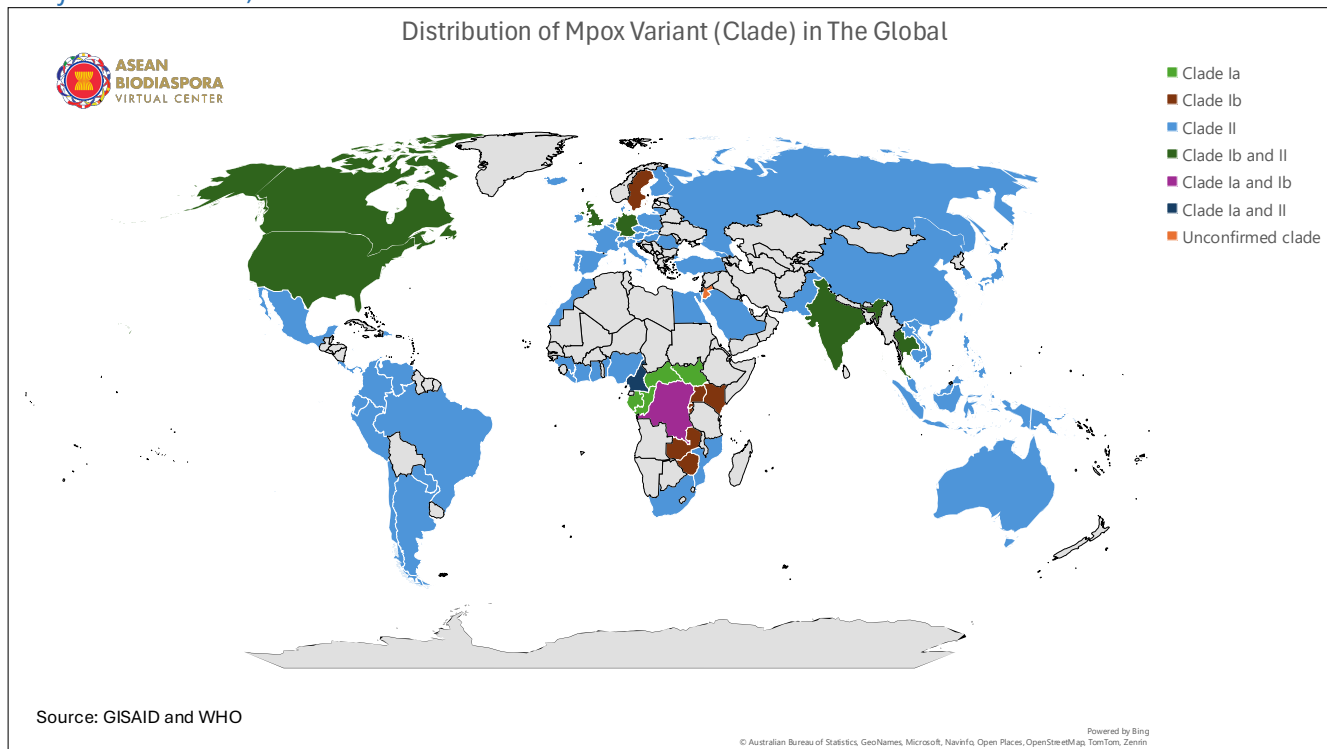 Distribution of Mpox Variant (Clade) in The Global
ASEAN
BIODIASPORA
VIRTUAL CENTER
Clade Ia
Clade Ib
Clade II
Clade Ib and II
Clade Ia and Ib
Clade Ia and II
Unconfirmed clade
Source: GISAID and WHO
Powered by Bing
© Australian Bureau of Statistics, GeoNames, Microsoft, Navinfo, Open Places, OpenStreetMap, TomTom, Zenrin